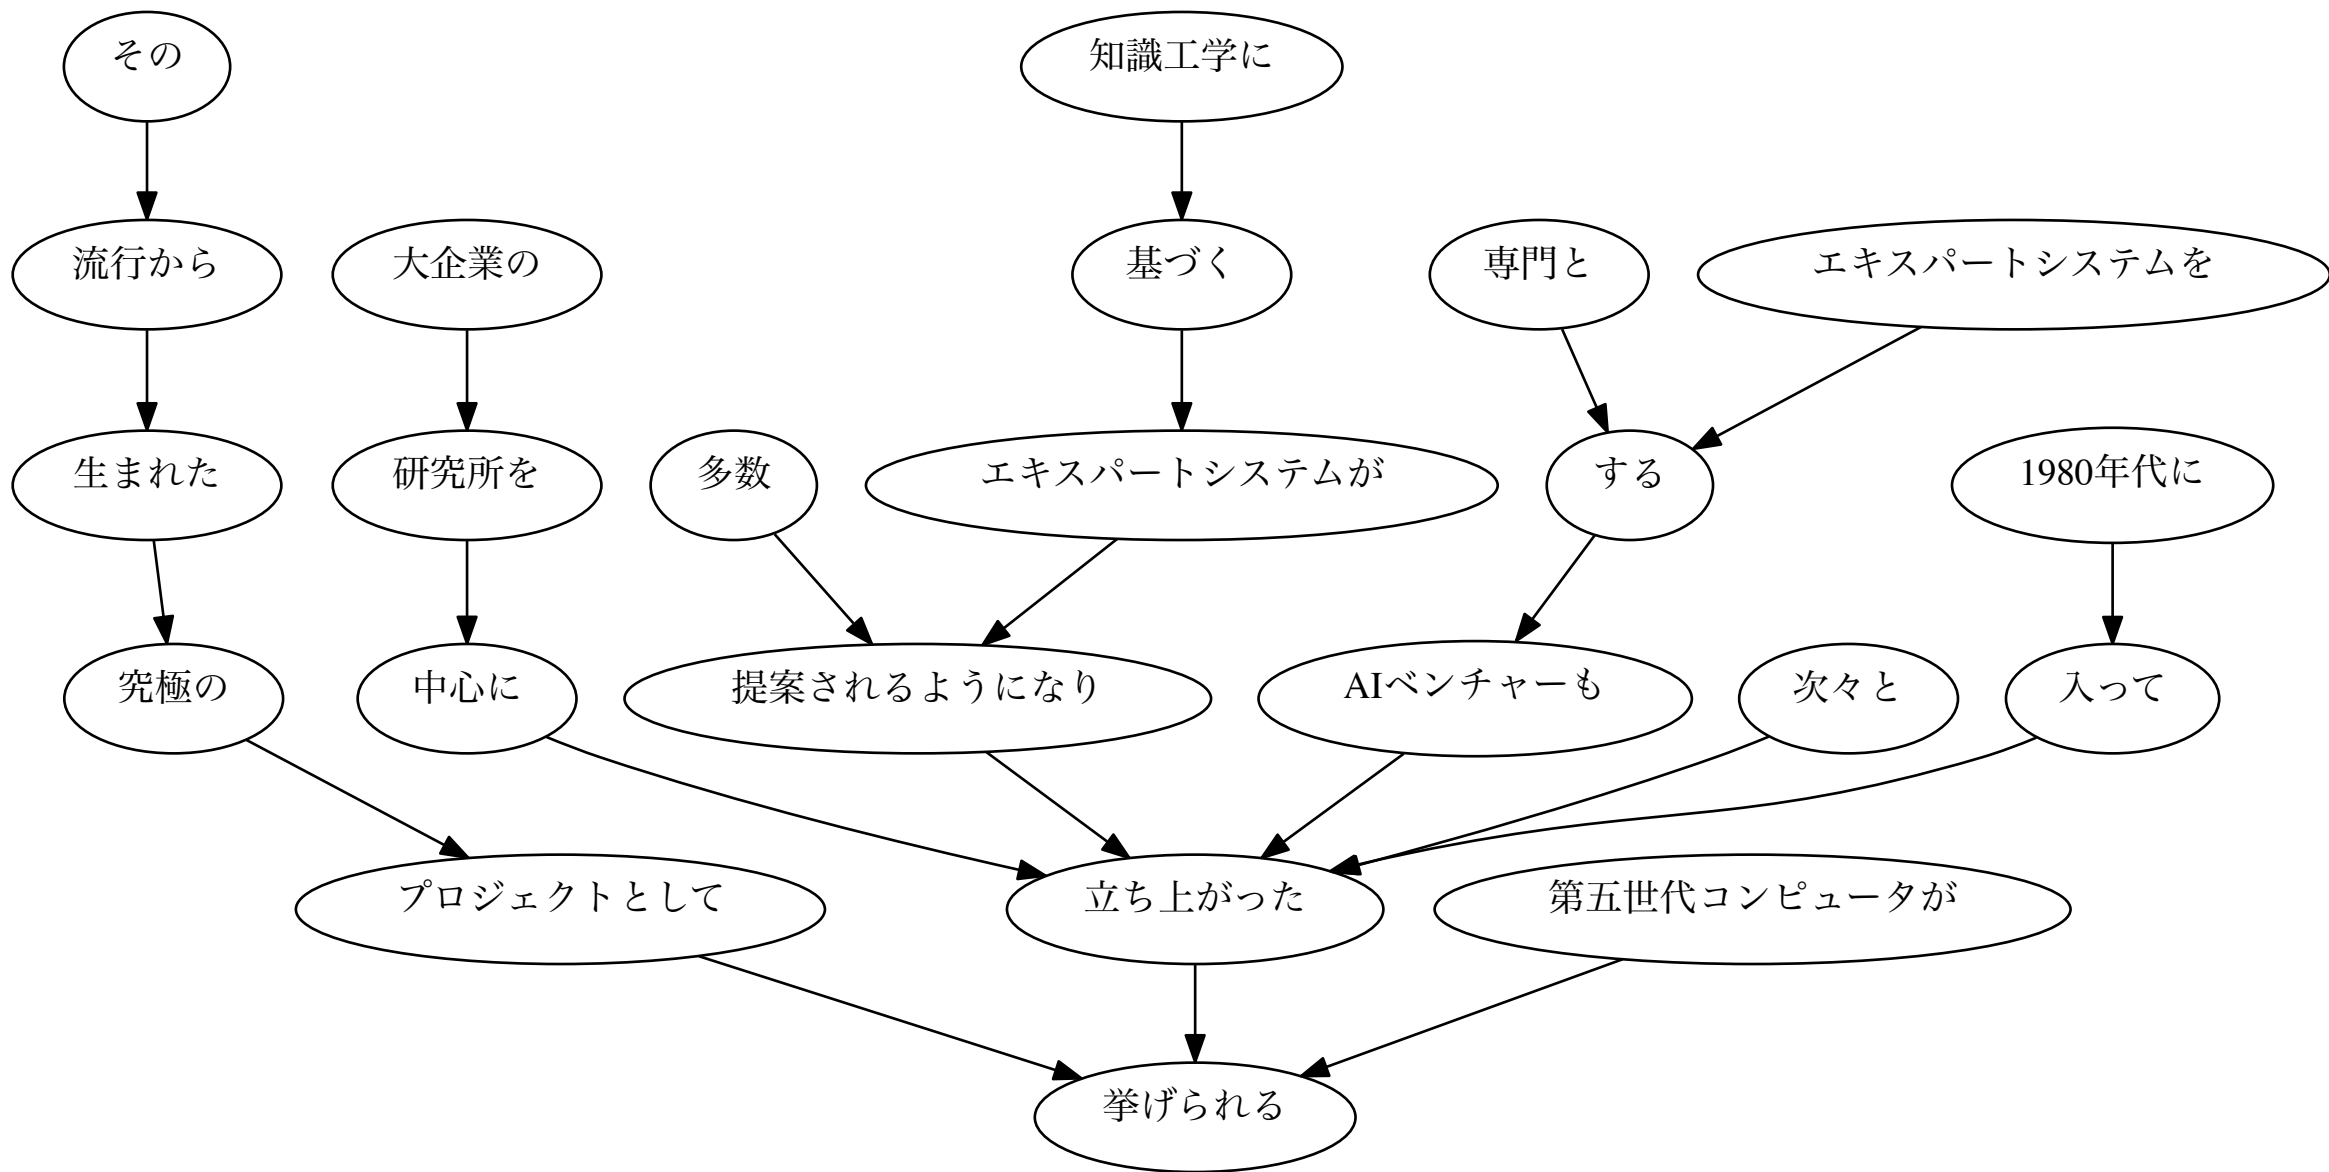 その
知識工学に
流行から
大企業の
基づく
専門と
エキスパートシステムを
生まれた
研究所を
多数
エキスパートシステムが
する
1980年代に
究極の
中心に
提案されるようになり
AIベンチャーも
次々と
入って
プロジェクトとして
立ち上がった
第五世代コンピュータが
挙げられる